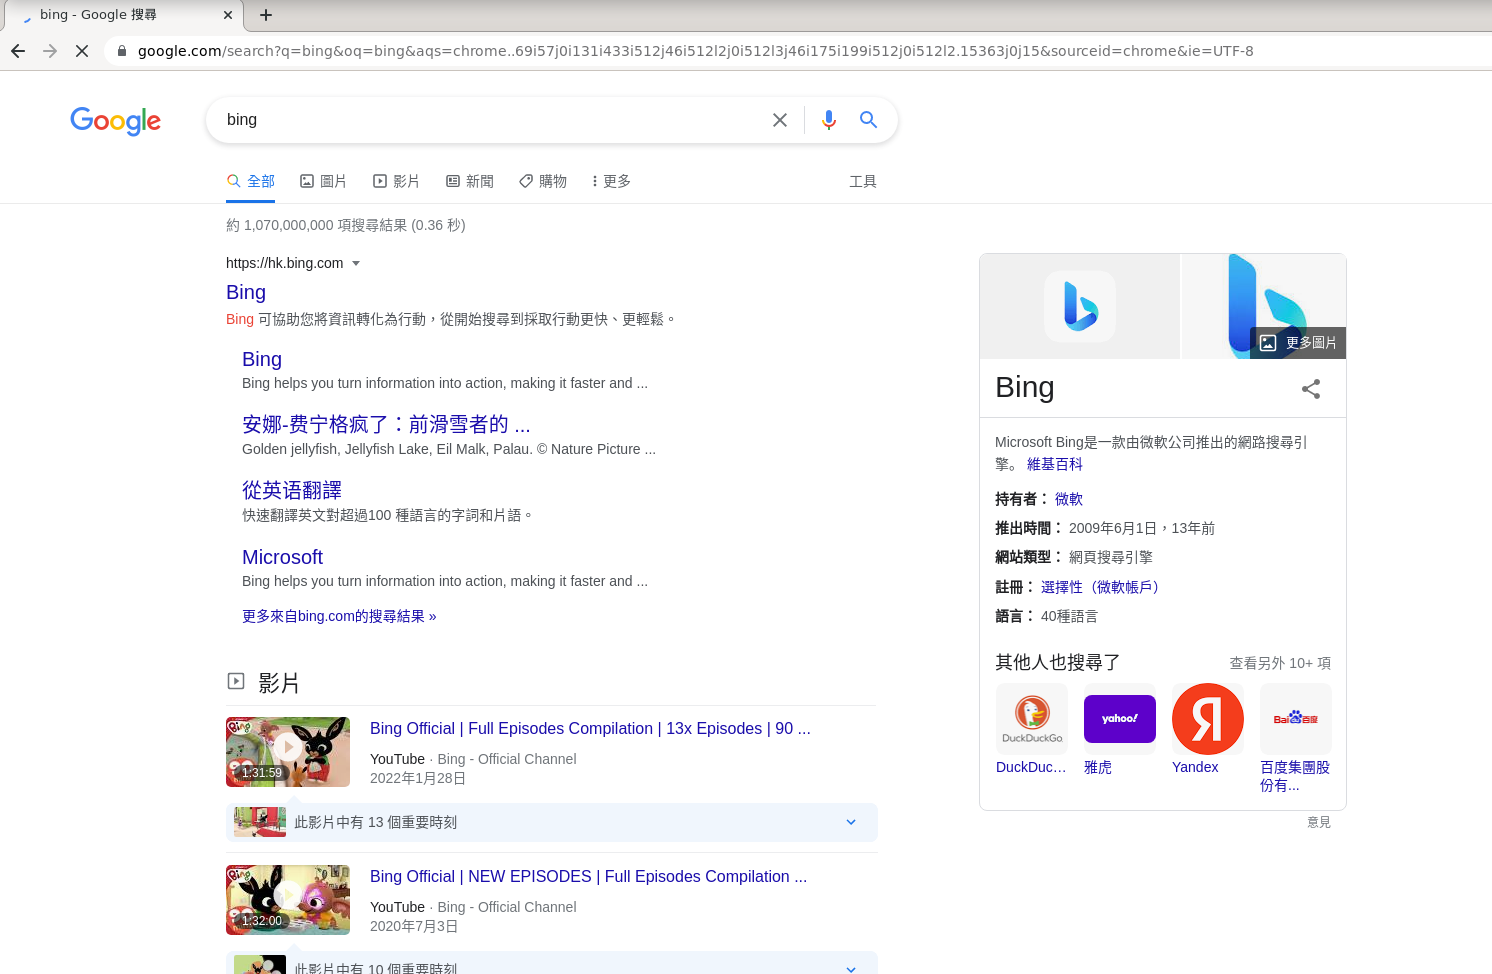 bing - Google 搜尋
google.com/search?q=bing&oq=bing&aqs=chrome..69i57j0i131i433i512j46i512l2j0i512l3j46i175i199i512j0i512l2.15363j0j15&sourceid=chrome&ie=UTF-8
Google
bing
全部 圖片 影片 新聞 購物 更多 工具
約 1,070,000,000 項搜尋結果 (0.36 秒)
https://hk.bing.com
Bing
Bing 可協助您將資訊轉化為行動，從開始搜尋到採取行動更快、更輕鬆。
Bing
Bing helps you turn information into action, making it faster and ...
安娜-费宁格疯了：前滑雪者的 ...
Golden jellyfish, Jellyfish Lake, Eil Malk, Palau. © Nature Picture ...
從英语翻譯
快速翻譯英文對超過100 種語言的字詞和片語。
Microsoft
Bing helps you turn information into action, making it faster and ...
更多來自bing.com的搜尋結果 »
影片
Bing
1:31:59
Bing Official | Full Episodes Compilation | 13x Episodes | 90 ...
YouTube · Bing - Official Channel
2022年1月28日
此影片中有 13 個重要時刻
Bing
1:32:00
Bing Official | NEW EPISODES | Full Episodes Compilation ...
YouTube · Bing - Official Channel
2020年7月3日
此影片中有 10 個重要時刻
更多圖片
Bing
Microsoft Bing是一款由微軟公司推出的網路搜尋引
擎。 維基百科
持有者： 微軟
推出時間： 2009年6月1日，13年前
網站類型： 網頁搜尋引擎
註冊： 選擇性（微軟帳戶）
語言： 40種語言
其他人也搜尋了 查看另外 10+ 項
DuckDuckGo
yahoo!
Я
Bai du 百度
DuckDuc... 雅虎 Yandex 百度集團股
份有...
意見